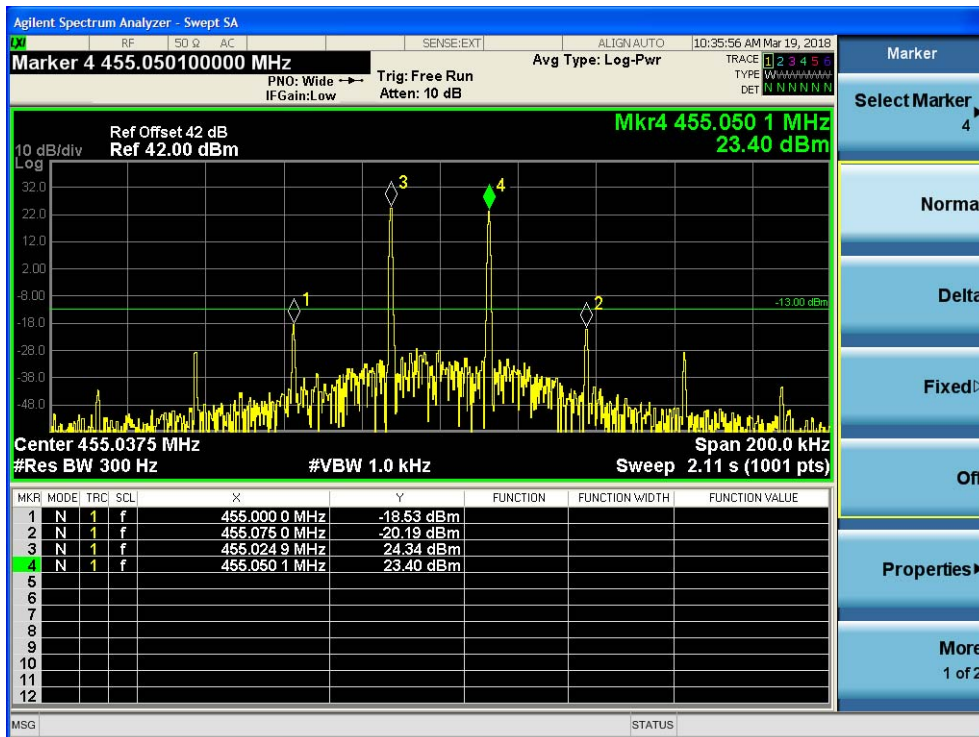 Agilent Spectrum Analyzer - Swept SA
LXI RF 50 Ω AC SENSE:EXT ALIGN AUTO 10:35:56 AM Mar 19, 2018
Marker 4 455.050100000 MHz
PNO: Wide
IFGain:Low
Trig: Free Run
Atten: 10 dB
Avg Type: Log-Pwr
TRACE 1 2 3 4 5 6
TYPE
DET N N N N N N
Ref Offset 42 dB
10 dB/div Ref 42.00 dBm
Log
Mkr4 455.050 1 MHz
23.40 dBm
32.0
22.0
12.0
2.00
-8.00
-18.0
-28.0
-38.0
-48.0
3
4
1
2
-13.00 dBm
Center 455.0375 MHz Span 200.0 kHz
#Res BW 300 Hz #VBW 1.0 kHz Sweep 2.11 s (1001 pts)
MKR MODE TRC SCL X Y FUNCTION FUNCTION WIDTH FUNCTION VALUE
1 N 1 f 455.000 0 MHz -18.53 dBm
2 N 1 f 455.075 0 MHz -20.19 dBm
3 N 1 f 455.024 9 MHz 24.34 dBm
4 N 1 f 455.050 1 MHz 23.40 dBm
5
6
7
8
9
10
11
12
MSG STATUS
Marker
Select Marker
4
Norma
Delta
Fixed
Off
Properties
More
1 of 2